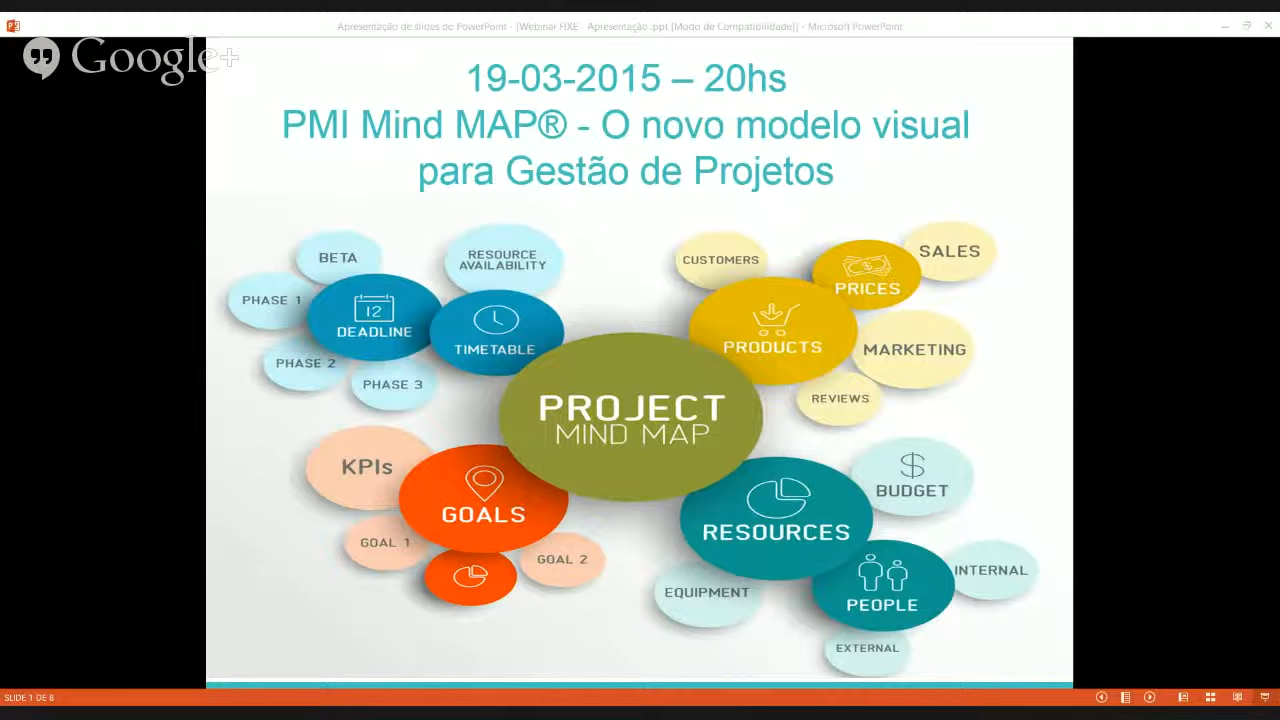 Apresentação de slides do PowerPoint - [Webinar FIXE - Apresentação .ppt [Modo de Compatibilidade]] - Microsoft PowerPoint
Google+
19-03-2015 – 20hs
PMI Mind MAP® - O novo modelo visual
para Gestão de Projetos
BETA
RESOURCE
AVAILABILITY
PHASE 1
12
DEADLINE
TIMETABLE
PHASE 2
PHASE 3
CUSTOMERS
SALES
PRICES
PRODUCTS
MARKETING
REVIEWS
PROJECT
MIND MAP
KPIs
GOALS
GOAL 1
GOAL 2
$
BUDGET
RESOURCES
EQUIPMENT
INTERNAL
PEOPLE
EXTERNAL
SLIDE 1 DE 8